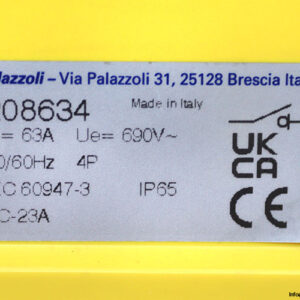 lazzoli – Via Palazzoli 31, 25128 Brescia Ita
208634
Made in Italy
= 63A Ue= 690V~
0/60Hz 4P
C 60947-3 IP65
C-23A
UK
CA
CE